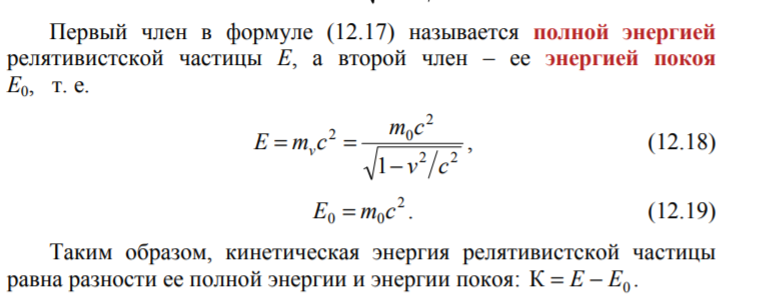 Первый член в формуле (12.17) называется полной энергией
релятивистской частицы E, а второй член – ее энергией покоя
E₀, т. е.
E = mᵥc² = m₀c² / √(1 − v²/c²), (12.18)
E₀ = m₀c². (12.19)
Таким образом, кинетическая энергия релятивистской частицы
равна разности ее полной энергии и энергии покоя: К = E − E₀.